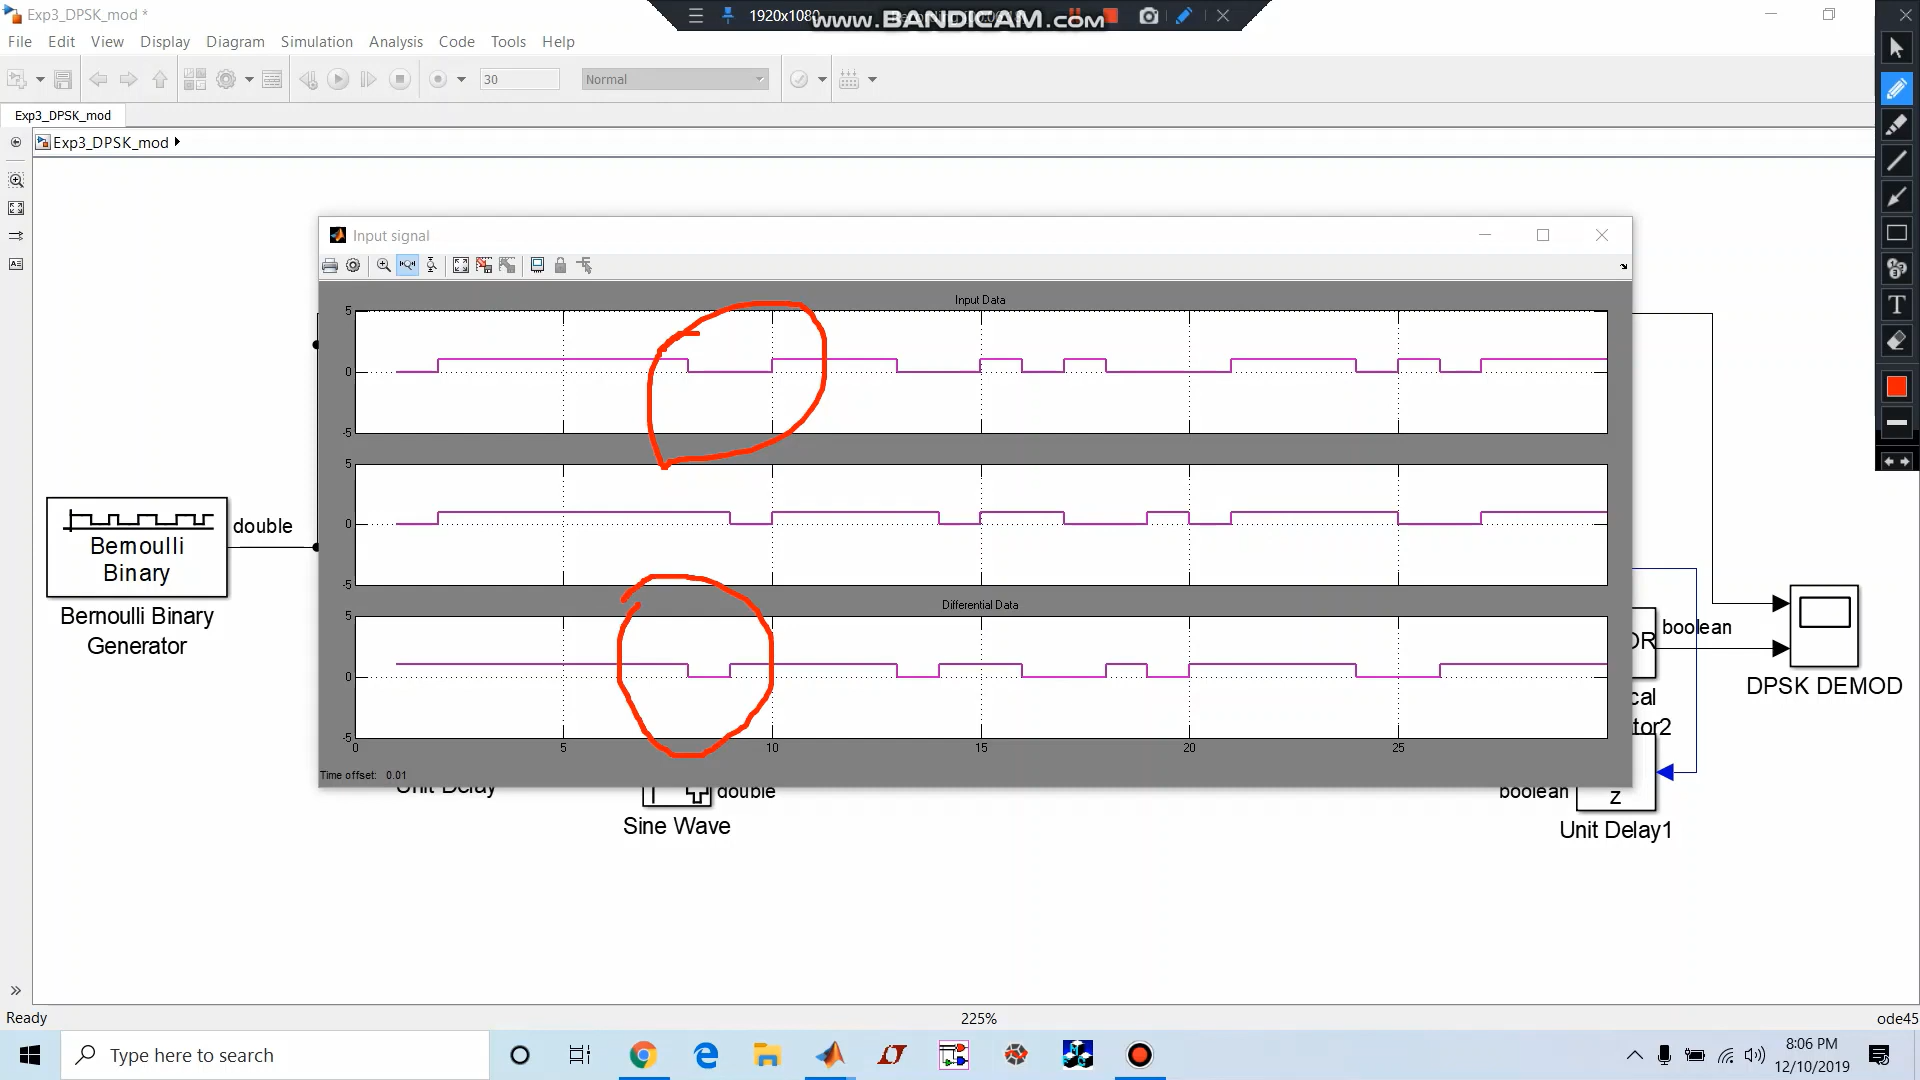 Exp3_DPSK_mod *
1920x1080
www.BANDICAM.com
File Edit View Display Diagram Simulation Analysis Code Tools Help
30
Normal
Exp3_DPSK_mod
Exp3_DPSK_mod
Input signal
Input Data
5
0
-5
5
0
-5
Differential Data
5
0
-5
0 5 10 15 20 25
Time offset: 0.01
Bernoulli
Binary
double
Bernoulli Binary
Generator
Unit Delay
double
Sine Wave
OR
boolean
cal
tor2
DPSK DEMOD
boolean
z
Unit Delay1
Ready
225%
ode45
Type here to search
8:06 PM
12/10/2019